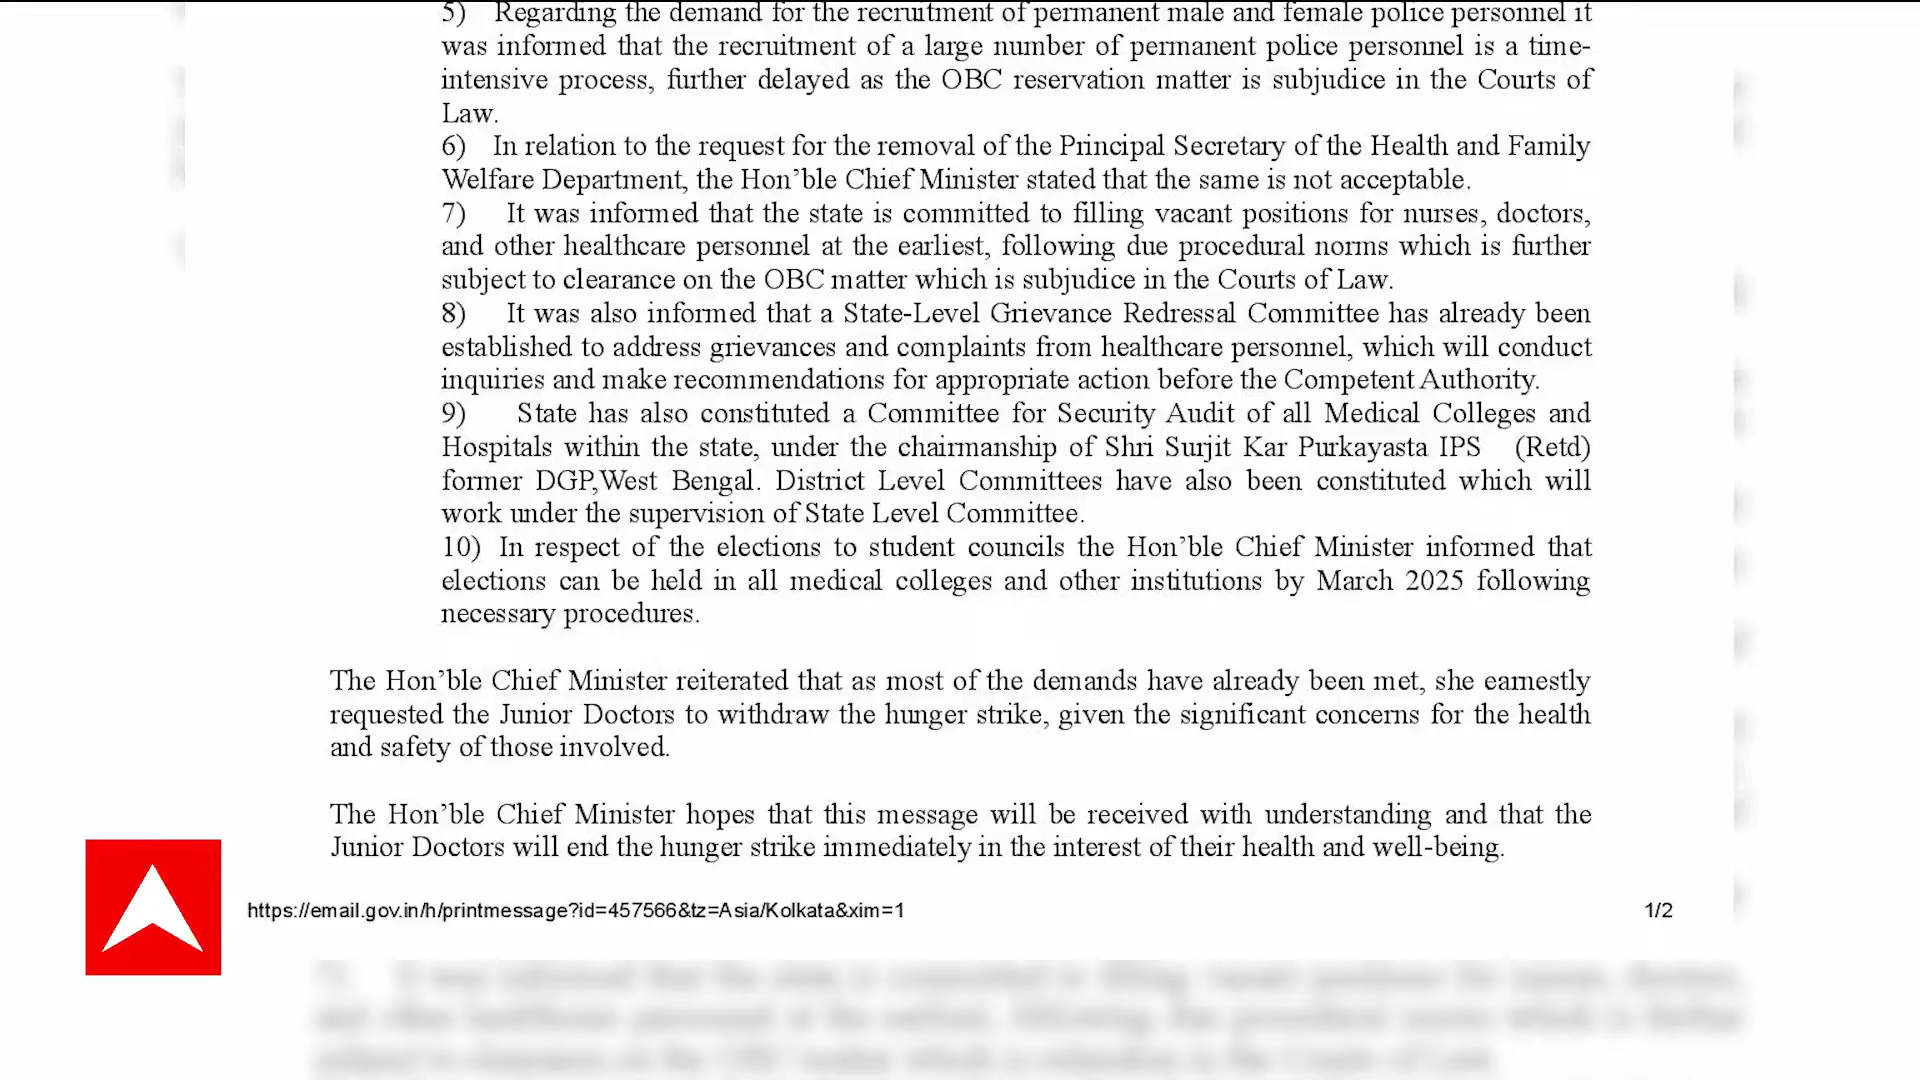 5) Regarding the demand for the recruitment of permanent male and female police personnel it
was informed that the recruitment of a large number of permanent police personnel is a time-
intensive process, further delayed as the OBC reservation matter is subjudice in the Courts of
Law.
6) In relation to the request for the removal of the Principal Secretary of the Health and Family
Welfare Department, the Hon’ble Chief Minister stated that the same is not acceptable.
7) It was informed that the state is committed to filling vacant positions for nurses, doctors,
and other healthcare personnel at the earliest, following due procedural norms which is further
subject to clearance on the OBC matter which is subjudice in the Courts of Law.
8) It was also informed that a State-Level Grievance Redressal Committee has already been
established to address grievances and complaints from healthcare personnel, which will conduct
inquiries and make recommendations for appropriate action before the Competent Authority.
9) State has also constituted a Committee for Security Audit of all Medical Colleges and
Hospitals within the state, under the chairmanship of Shri Surjit Kar Purkayasta IPS (Retd)
former DGP,West Bengal. District Level Committees have also been constituted which will
work under the supervision of State Level Committee.
10) In respect of the elections to student councils the Hon’ble Chief Minister informed that
elections can be held in all medical colleges and other institutions by March 2025 following
necessary procedures.
The Hon’ble Chief Minister reiterated that as most of the demands have already been met, she earnestly
requested the Junior Doctors to withdraw the hunger strike, given the significant concerns for the health
and safety of those involved.
The Hon’ble Chief Minister hopes that this message will be received with understanding and that the
Junior Doctors will end the hunger strike immediately in the interest of their health and well-being.
https://email.gov.in/h/printmessage?id=457566&tz=Asia/Kolkata&xim=1 1/2